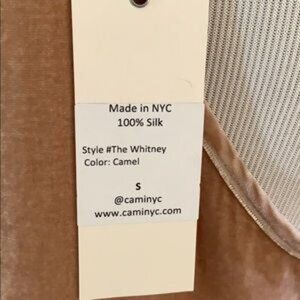 Made in NYC
100% Silk
Style #The Whitney
Color: Camel
S
@caminyc
www.caminyc.com